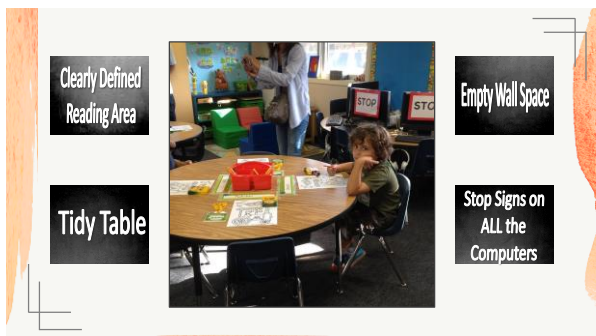 Clearly Defined
Reading Area
Tidy Table
STOP
STO
Empty Wall Space
Stop Signs on
ALL the
Computers